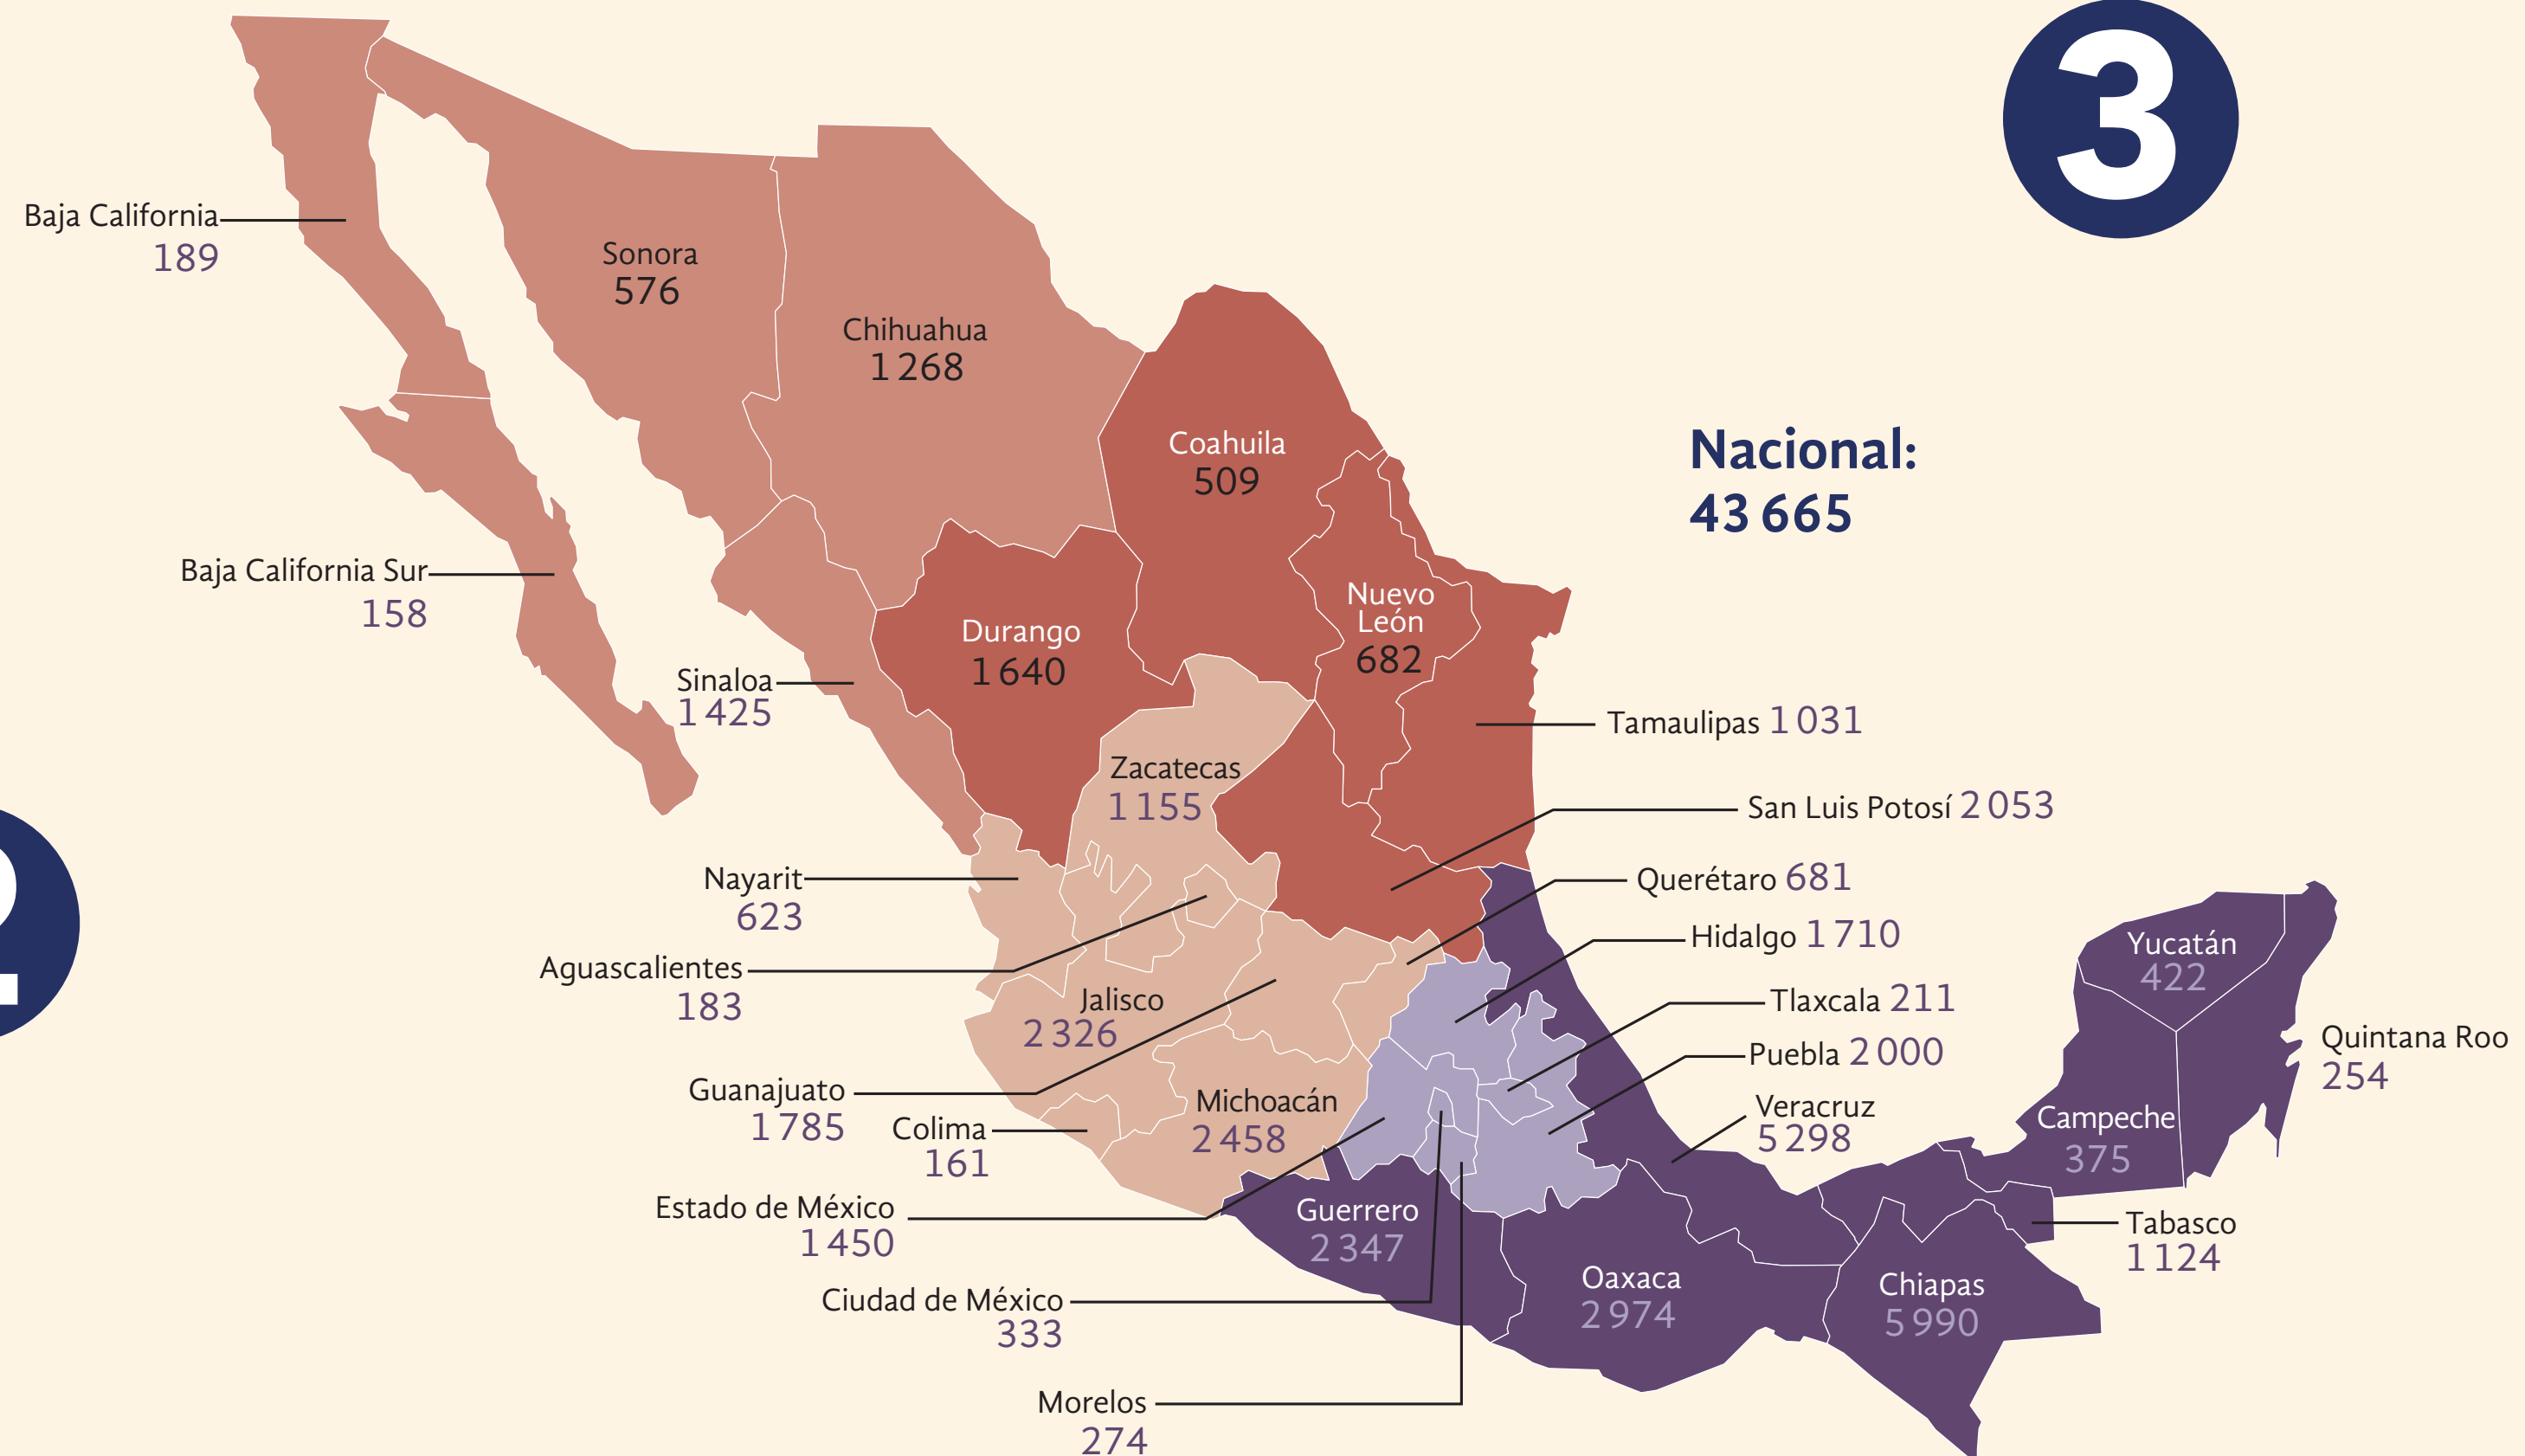 3
Baja California
189
Sonora
576
Chihuahua
1 268
Coahuila
509
Nacional:
43 665
Baja California Sur
158
Durango
1 640
Nuevo
León
682
Sinaloa
1 425
Tamaulipas 1 031
Zacatecas
1 155
San Luis Potosí 2 053
Nayarit
623
Querétaro 681
Hidalgo 1 710
Aguascalientes
183
Yucatán
422
Jalisco
2 326
Tlaxcala 211
Puebla 2 000
Quintana Roo
254
Guanajuato
1 785
Michoacán
2 458
Veracruz
5 298
Campeche
375
Colima
161
Estado de México
1 450
Guerrero
2 347
Tabasco
1 124
Oaxaca
2 974
Chiapas
5 990
Ciudad de México
333
Morelos
274
2